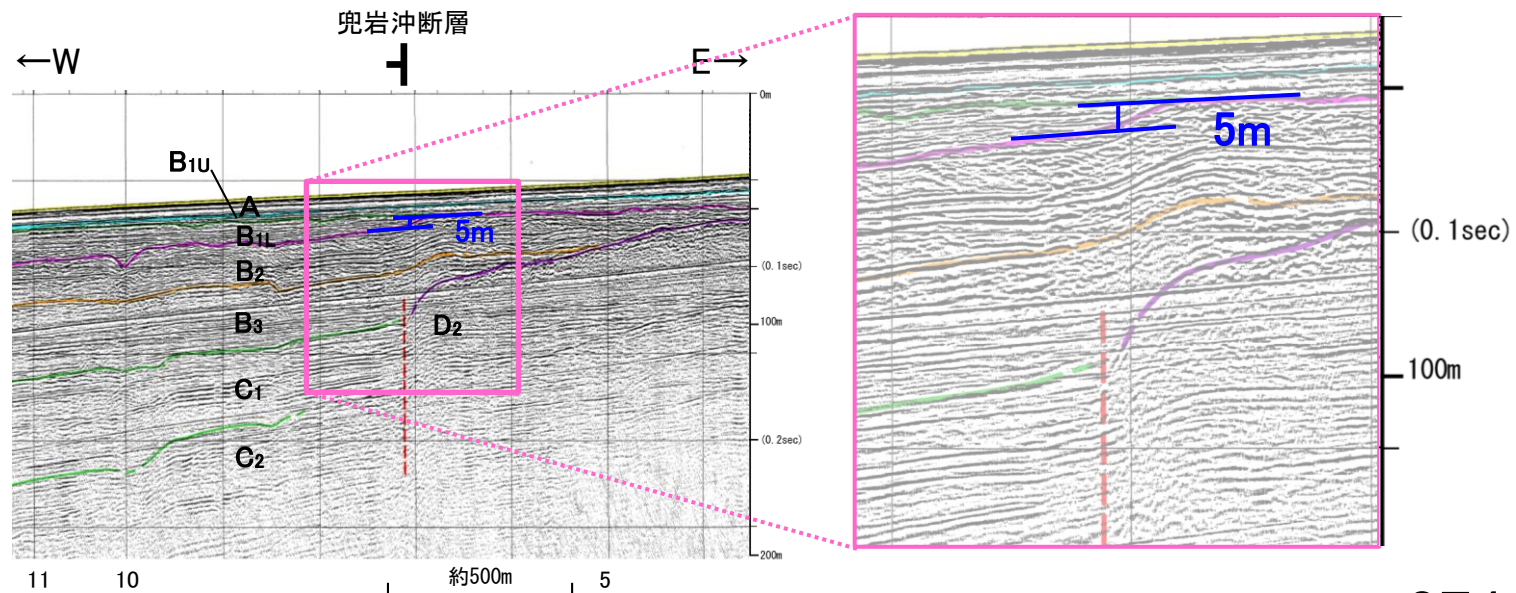 兜岩沖断層
←W
E→
0m
B1U
A
B1L
5m
B2
(0.1sec)
B3
100m
D2
C1
(0.2sec)
C2
200m
11
10
約500m
5
5m
(0.1sec)
100m